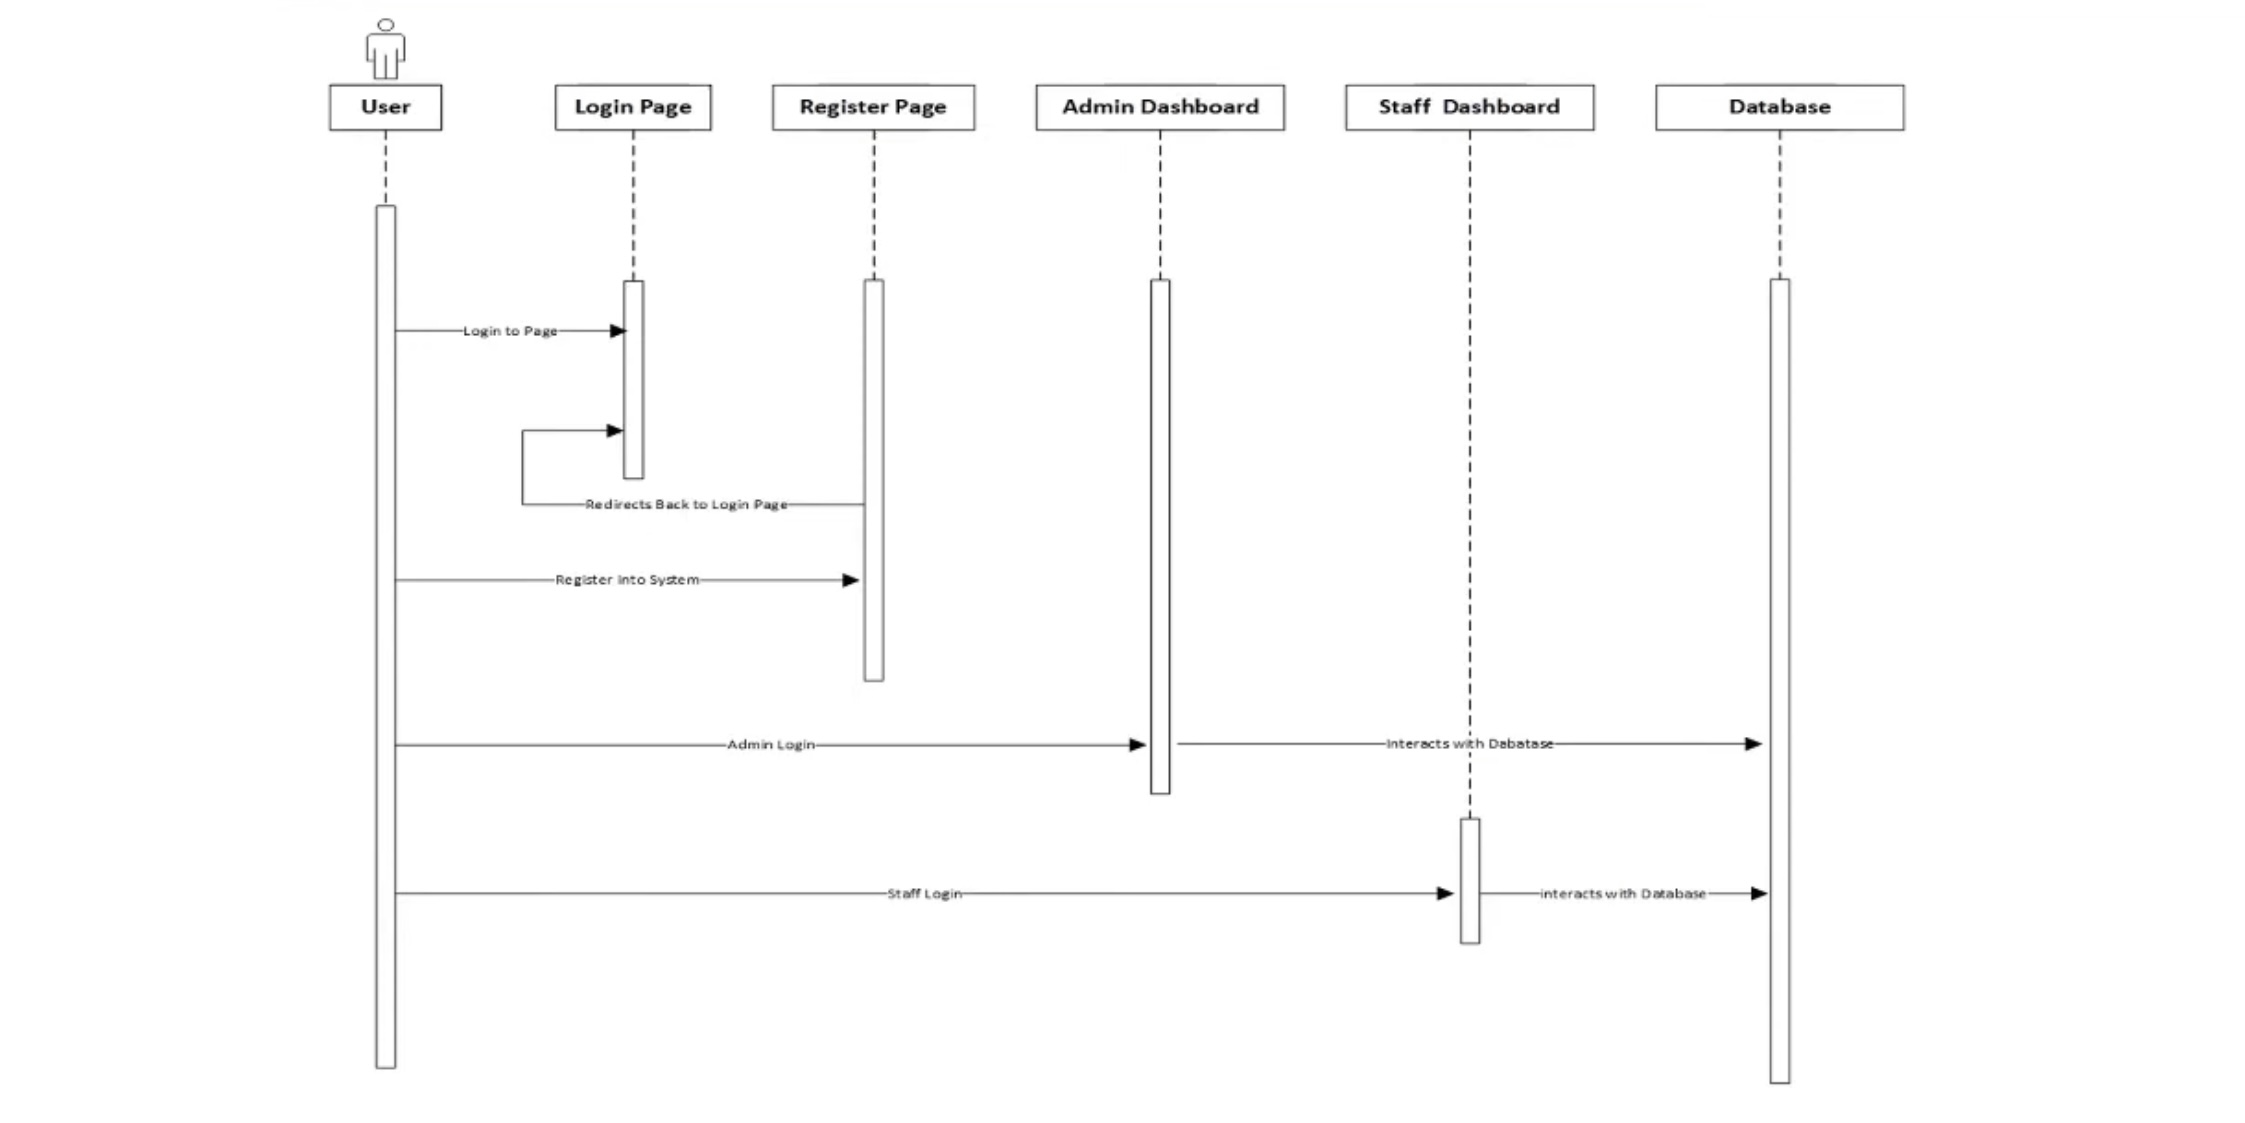 User
Login Page
Register Page
Admin Dashboard
Staff Dashboard
Database
Login to Page
Redirects Back to Login Page
Register into System
Admin Login
Interacts with Dabatase
Staff Login
interacts with Database